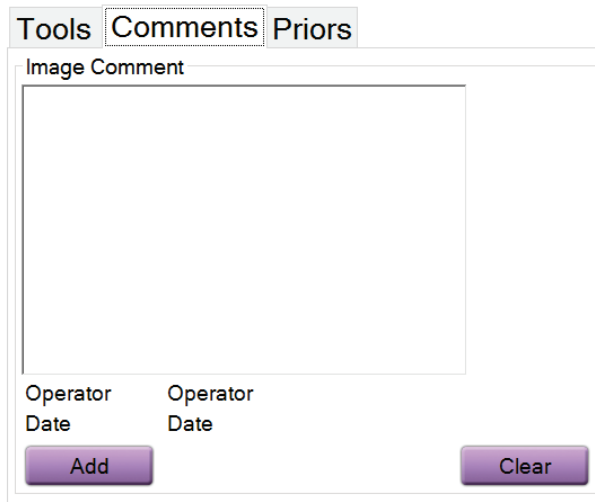 Tools Comments Priors
Image Comment
Operator Operator
Date Date
Add Clear